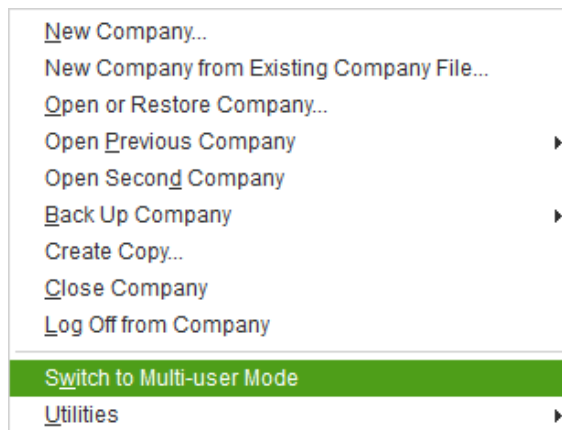 New Company...
New Company from Existing Company File...
Open or Restore Company...
Open Previous Company
Open Second Company
Back Up Company
Create Copy...
Close Company
Log Off from Company
Switch to Multi-user Mode
Utilities